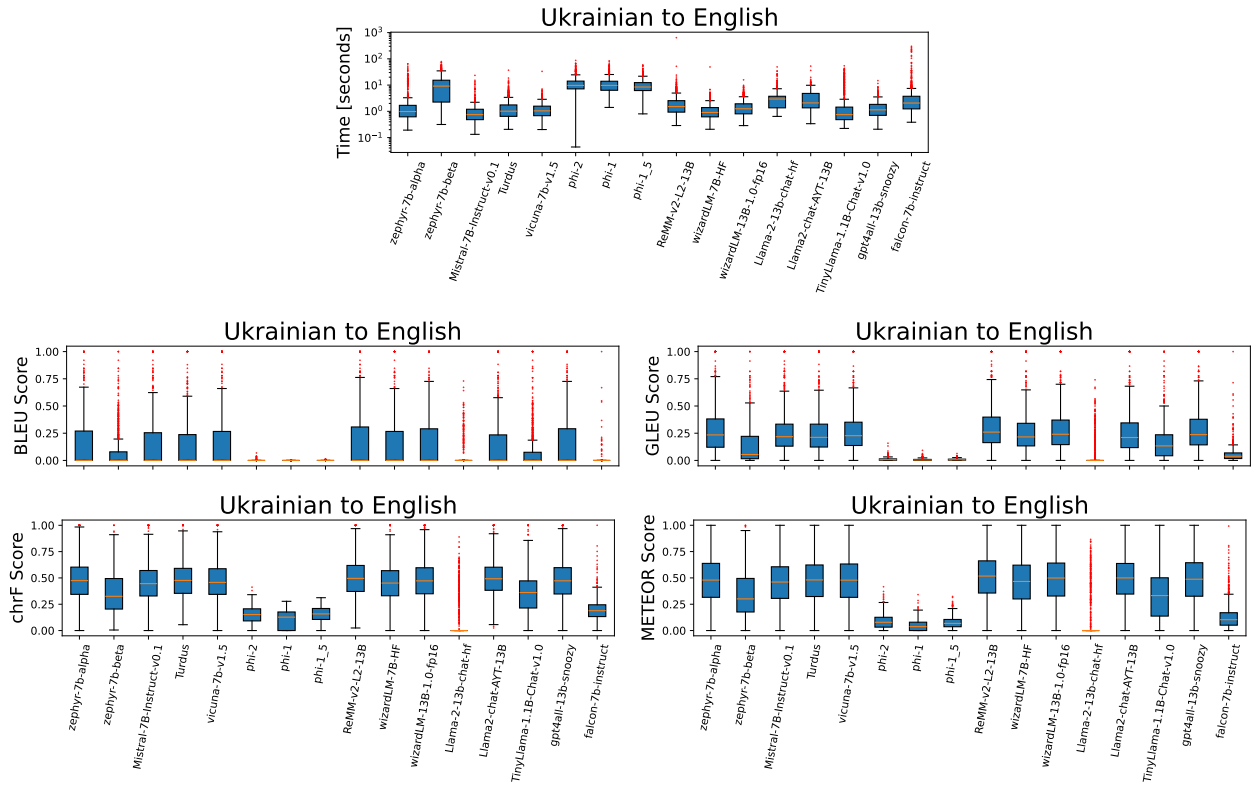 Ukrainian to English
Time [seconds]
10³
10²
10¹
10⁰
10⁻¹
zephyr-7b-alpha
zephyr-7b-beta
Mistral-7B-Instruct-v0.1
Turdus
vicuna-7b-v1.5
phi-2
phi-1
phi-1_5
ReMM-v2-L2-13B
wizardLM-7B-HF
wizardLM-13B-1.0-fp16
Llama-2-13b-chat-hf
Llama2-chat-AYT-13B
TinyLlama-1.1B-Chat-v1.0
gpt4all-13b-snoozy
falcon-7b-instruct
Ukrainian to English
BLEU Score
1.00
0.75
0.50
0.25
0.00
Ukrainian to English
GLEU Score
1.00
0.75
0.50
0.25
0.00
Ukrainian to English
chrF Score
1.00
0.75
0.50
0.25
0.00
zephyr-7b-alpha
zephyr-7b-beta
Mistral-7B-Instruct-v0.1
Turdus
vicuna-7b-v1.5
phi-2
phi-1
phi-1_5
ReMM-v2-L2-13B
wizardLM-7B-HF
wizardLM-13B-1.0-fp16
Llama-2-13b-chat-hf
Llama2-chat-AYT-13B
TinyLlama-1.1B-Chat-v1.0
gpt4all-13b-snoozy
falcon-7b-instruct
Ukrainian to English
METEOR Score
1.00
0.75
0.50
0.25
0.00
zephyr-7b-alpha
zephyr-7b-beta
Mistral-7B-Instruct-v0.1
Turdus
vicuna-7b-v1.5
phi-2
phi-1
phi-1_5
ReMM-v2-L2-13B
wizardLM-7B-HF
wizardLM-13B-1.0-fp16
Llama-2-13b-chat-hf
Llama2-chat-AYT-13B
TinyLlama-1.1B-Chat-v1.0
gpt4all-13b-snoozy
falcon-7b-instruct